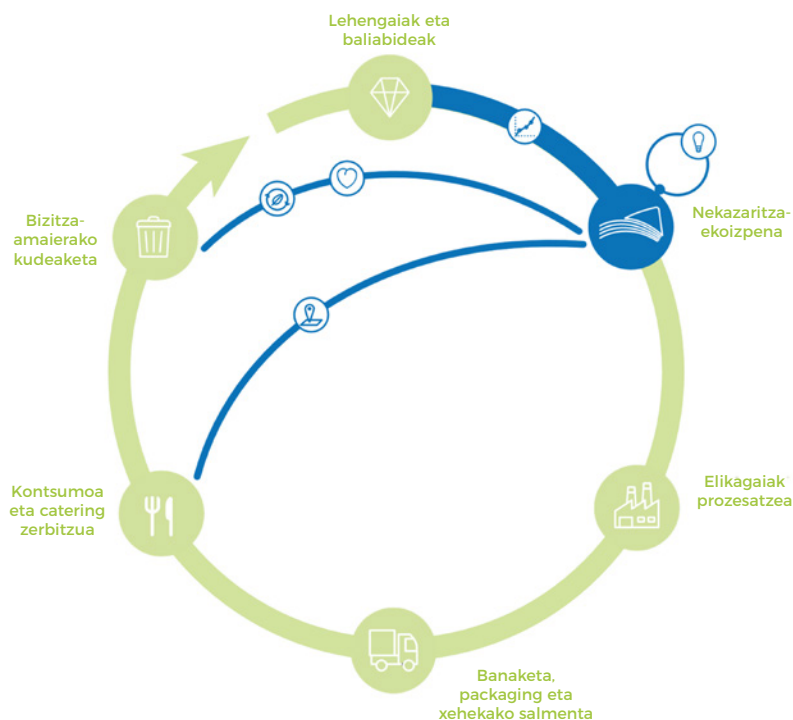 Lehengaiak eta
baliabideak
Nekazaritza-
ekoizpena
Elikagaiak
prozesatzea
Banaketa,
packaging eta
xehekako salmenta
Kontsumoa
eta catering
zerbitzua
Bizitza-
amaierako
kudeaketa